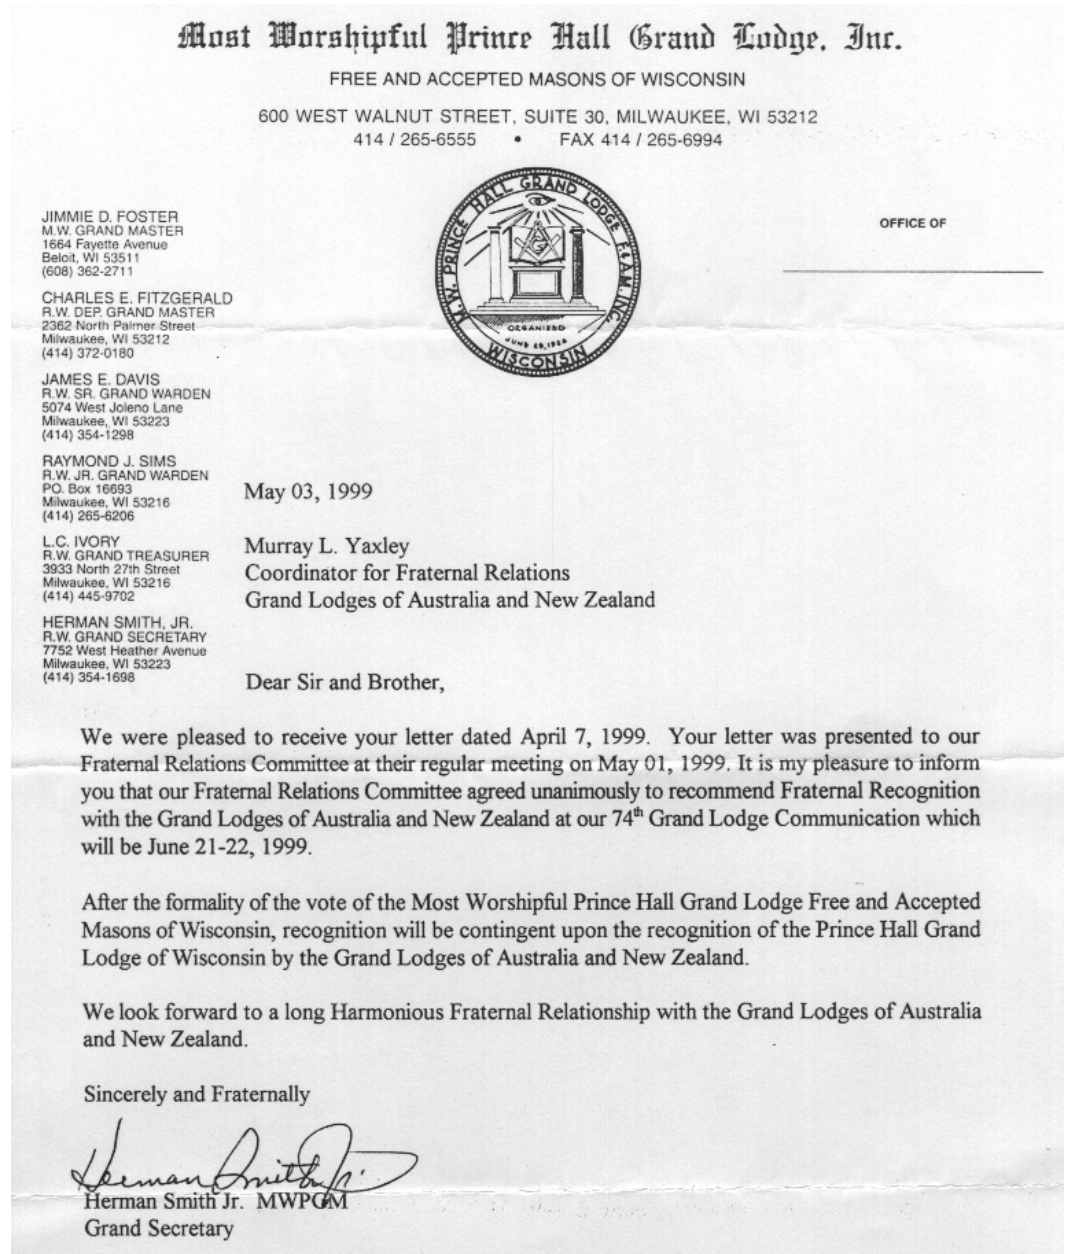 Most Worshipful Prince Hall Grand Lodge, Inc.
FREE AND ACCEPTED MASONS OF WISCONSIN
600 WEST WALNUT STREET, SUITE 30, MILWAUKEE, WI 53212
414 / 265-6555 • FAX 414 / 265-6994
M.W. PRINCE HALL GRAND LODGE F.&A.M. INC.
G
ORGANIZED
JUNE 29, 1924
WISCONSIN
OFFICE OF
JIMMIE D. FOSTER
M.W. GRAND MASTER
1664 Fayette Avenue
Beloit, WI 53511
(608) 362-2711
CHARLES E. FITZGERALD
R.W. DEP. GRAND MASTER
2362 North Palmer Street
Milwaukee, WI 53212
(414) 372-0180
JAMES E. DAVIS
R.W. SR. GRAND WARDEN
5074 West Joleno Lane
Milwaukee, WI 53223
(414) 354-1298
RAYMOND J. SIMS
R.W. JR. GRAND WARDEN
PO. Box 16693
Milwaukee, WI 53216
(414) 265-6206
L.C. IVORY
R.W. GRAND TREASURER
3933 North 27th Street
Milwaukee, WI 53216
(414) 445-9702
HERMAN SMITH, JR.
R.W. GRAND SECRETARY
7752 West Heather Avenue
Milwaukee, WI 53223
(414) 354-1698
May 03, 1999
Murray L. Yaxley
Coordinator for Fraternal Relations
Grand Lodges of Australia and New Zealand
Dear Sir and Brother,
We were pleased to receive your letter dated April 7, 1999. Your letter was presented to our
Fraternal Relations Committee at their regular meeting on May 01, 1999. It is my pleasure to inform
you that our Fraternal Relations Committee agreed unanimously to recommend Fraternal Recognition
with the Grand Lodges of Australia and New Zealand at our 74th Grand Lodge Communication which
will be June 21-22, 1999.
After the formality of the vote of the Most Worshipful Prince Hall Grand Lodge Free and Accepted
Masons of Wisconsin, recognition will be contingent upon the recognition of the Prince Hall Grand
Lodge of Wisconsin by the Grand Lodges of Australia and New Zealand.
We look forward to a long Harmonious Fraternal Relationship with the Grand Lodges of Australia
and New Zealand.
Sincerely and Fraternally
Herman Smith Jr.
Herman Smith Jr. MWPGM
Grand Secretary